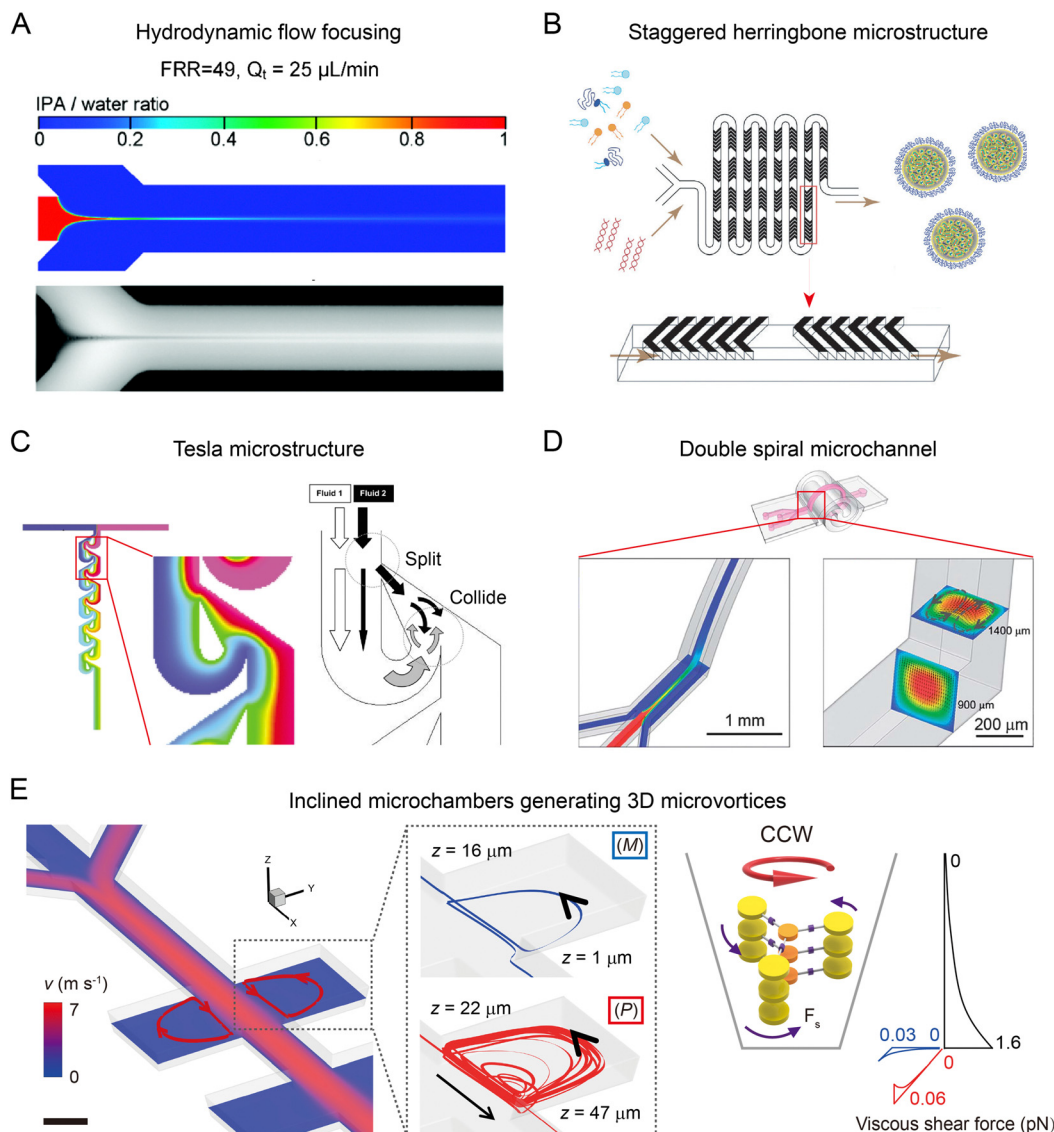 A
Hydrodynamic flow focusing
FRR=49, Qₜ = 25 µL/min
IPA / water ratio
0 0.2 0.4 0.6 0.8 1
B
Staggered herringbone microstructure
C
Tesla microstructure
Fluid 1 Fluid 2
Split
Collide
D
Double spiral microchannel
1 mm
1400 µm
900 µm
200 µm
E
Inclined microchambers generating 3D microvortices
Z
Y
X
v (m s⁻¹)
7
0
z = 16 µm
(M)
z = 1 µm
z = 22 µm
(P)
z = 47 µm
CCW
Fₛ
0
0.03 0
1.6
0
0.06
Viscous shear force (pN)